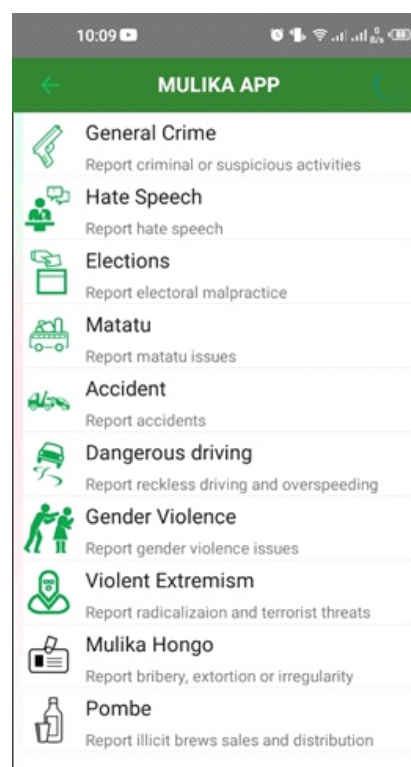 10:09
0
B/s
MULIKA APP
General Crime
Report criminal or suspicious activities
Hate Speech
Report hate speech
Elections
Report electoral malpractice
Matatu
Report matatu issues
Accident
Report accidents
Dangerous driving
Report reckless driving and overspeeding
Gender Violence
Report gender violence issues
Violent Extremism
Report radicalizaion and terrorist threats
Mulika Hongo
Report bribery, extortion or irregularity
Pombe
Report illicit brews sales and distribution